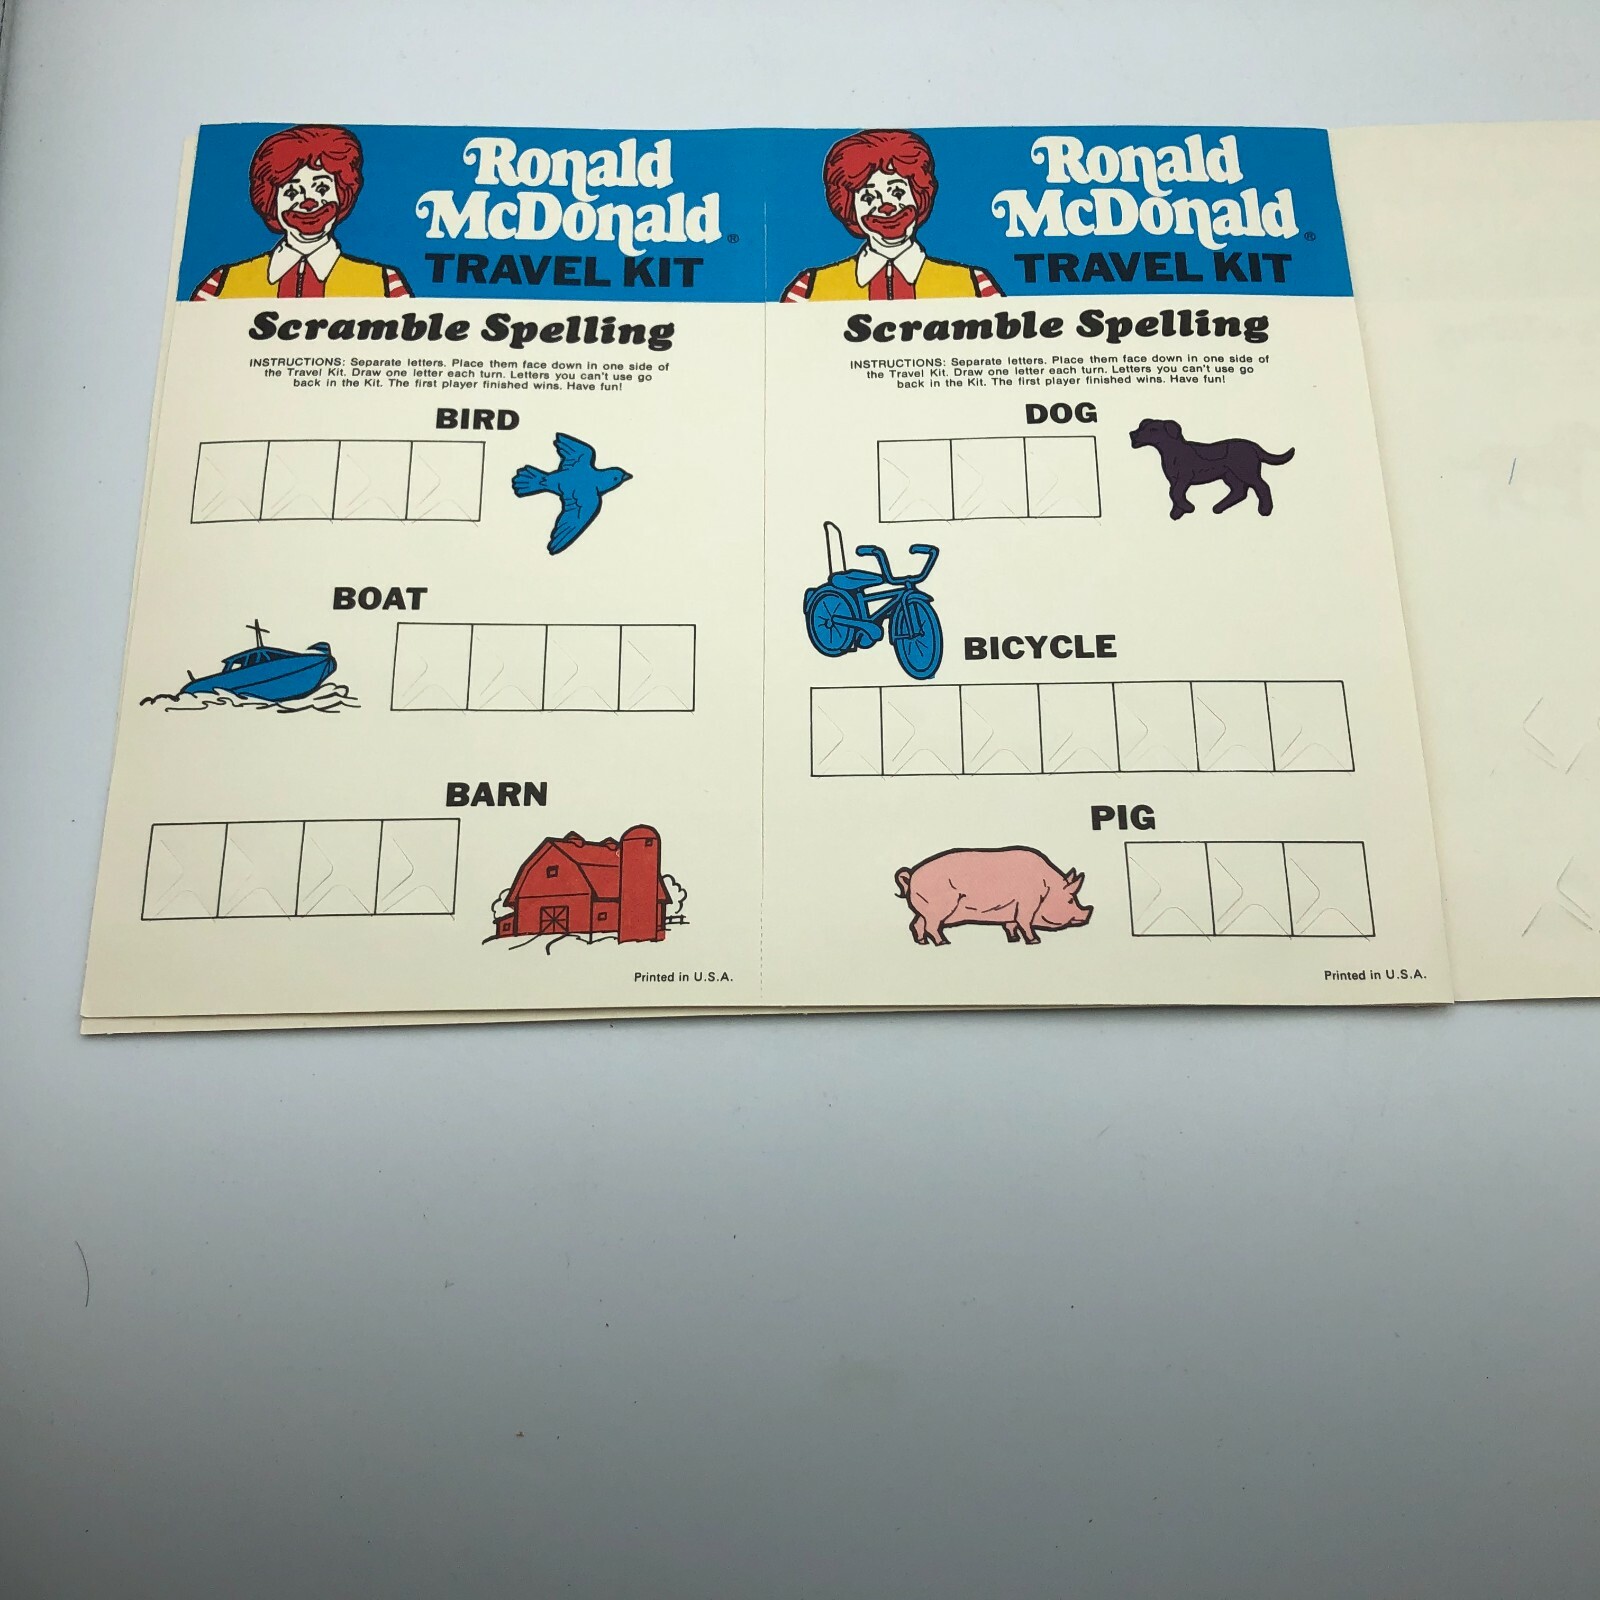 Ronald
McDonald®
TRAVEL KIT
Scramble Spelling
INSTRUCTIONS: Separate letters. Place them face down in one side of
the Travel Kit. Draw one letter each turn. Letters you can't use go
back in the Kit. The first player finished wins. Have fun!
BIRD
BOAT
BARN
Printed in U.S.A.
Ronald
McDonald®
TRAVEL KIT
Scramble Spelling
INSTRUCTIONS: Separate letters. Place them face down in one side of
the Travel Kit. Draw one letter each turn. Letters you can't use go
back in the Kit. The first player finished wins. Have fun!
DOG
BICYCLE
PIG
Printed in U.S.A.